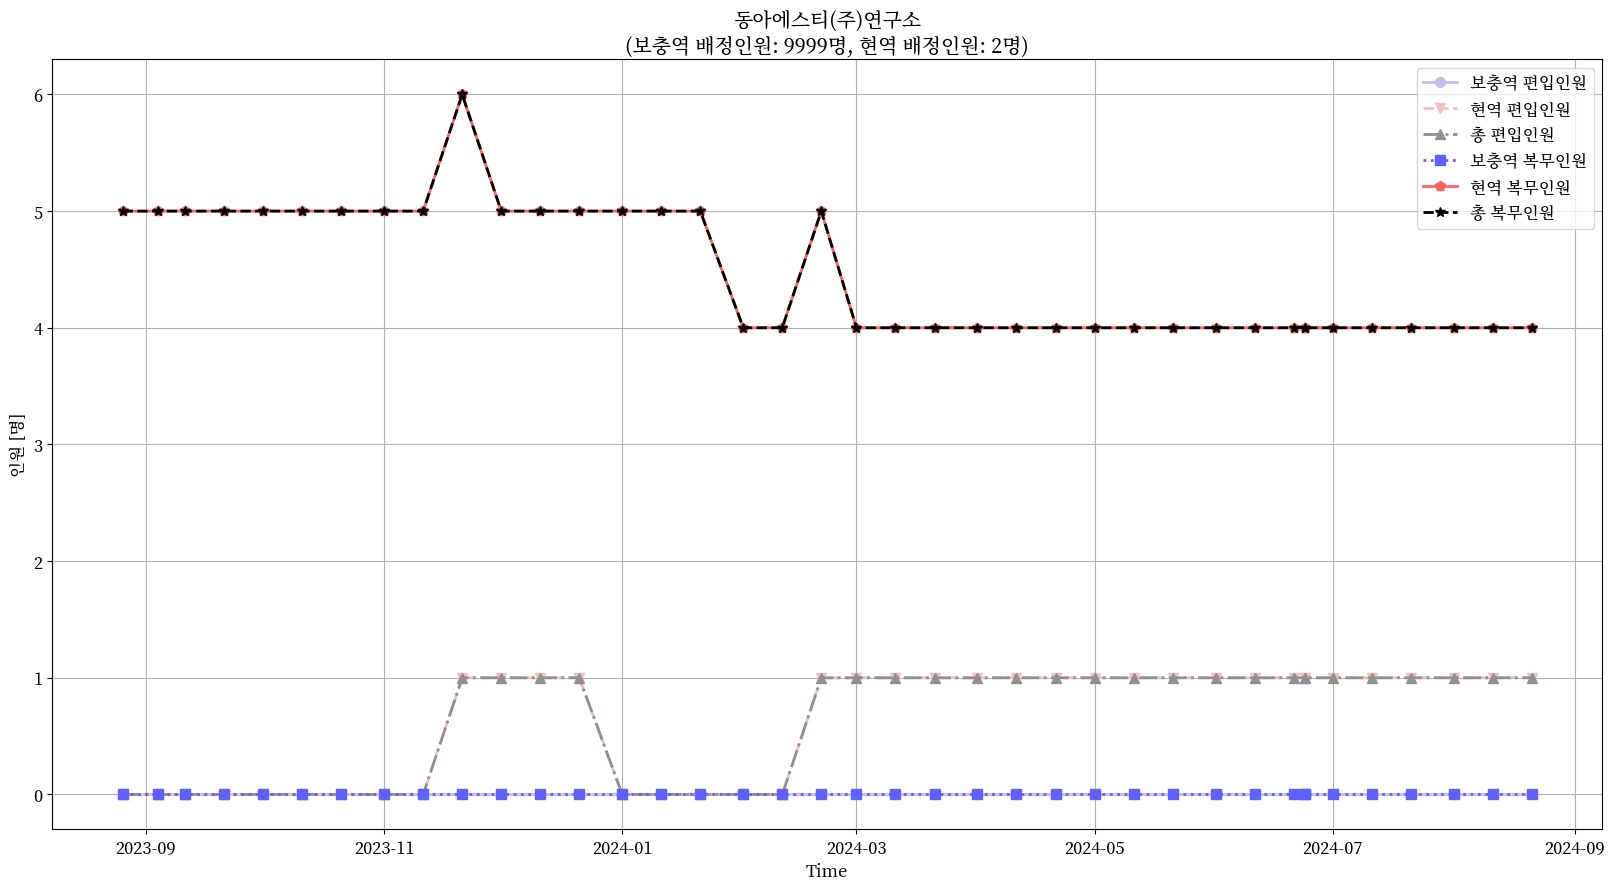 동아에스티(주)연구소
(보충역 배정인원: 9999명, 현역 배정인원: 2명)
보충역 편입인원
현역 편입인원
총 편입인원
보충역 복무인원
현역 복무인원
총 복무인원
인원 [명]
6
5
4
3
2
1
0
2023-09
2023-11
2024-01
2024-03
2024-05
2024-07
2024-09
Time